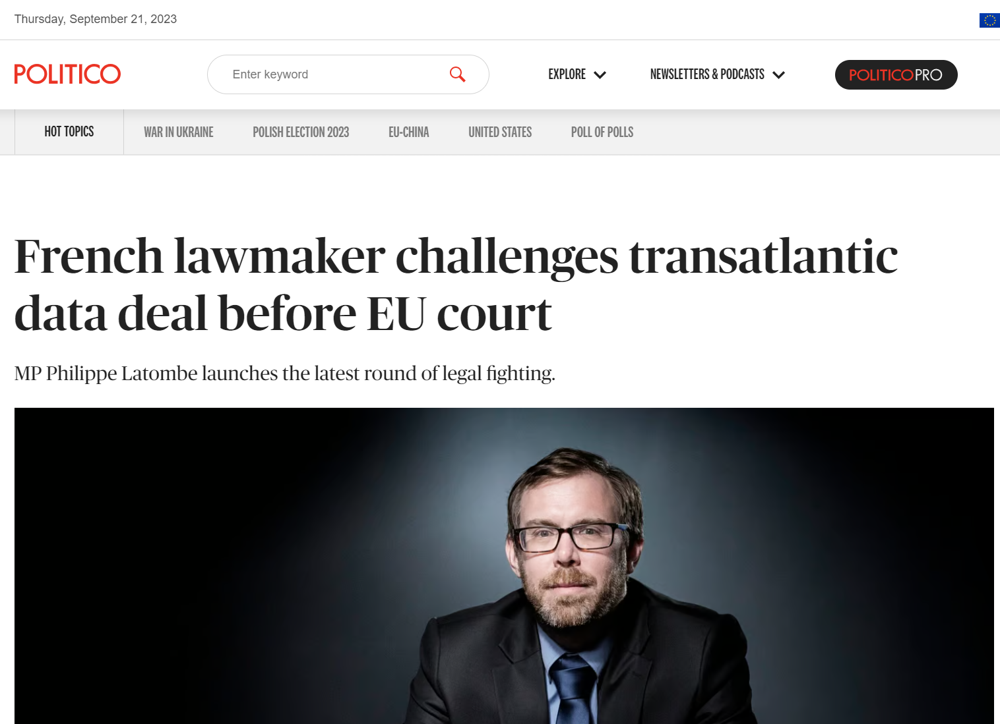 Thursday, September 21, 2023
POLITICO
Enter keyword
EXPLORE
NEWSLETTERS & PODCASTS
POLITICOPRO
HOT TOPICS
WAR IN UKRAINE
POLISH ELECTION 2023
EU-CHINA
UNITED STATES
POLL OF POLLS
French lawmaker challenges transatlantic
data deal before EU court
MP Philippe Latombe launches the latest round of legal fighting.